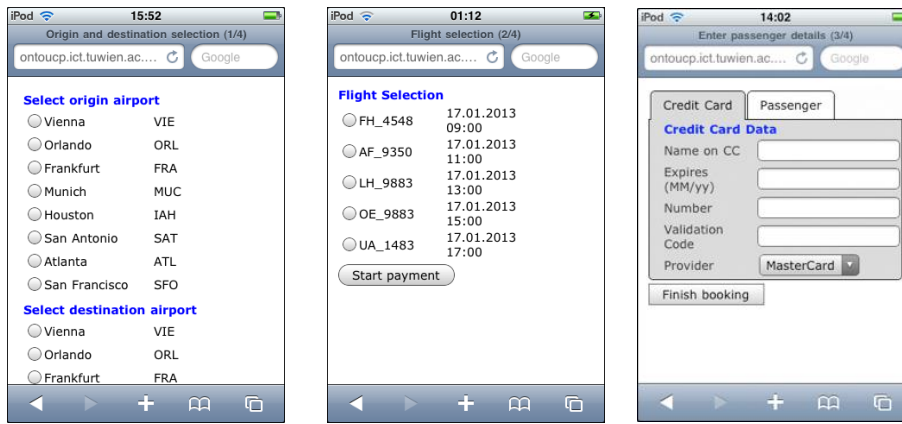 iPod 15:52
Origin and destination selection (1/4)
ontoucp.ict.tuwien.ac.... Google
Select origin airport
Vienna VIE
Orlando ORL
Frankfurt FRA
Munich MUC
Houston IAH
San Antonio SAT
Atlanta ATL
San Francisco SFO
Select destination airport
Vienna VIE
Orlando ORL
Frankfurt FRA
iPod 01:12
Flight selection (2/4)
ontoucp.ict.tuwien.ac.... Google
Flight Selection
FH_4548 17.01.2013
09:00
AF_9350 17.01.2013
11:00
LH_9883 17.01.2013
13:00
OE_9883 17.01.2013
15:00
UA_1483 17.01.2013
17:00
Start payment
iPod 14:02
Enter passenger details (3/4)
ontoucp.ict.tuwien.ac.... Google
Credit Card Passenger
Credit Card Data
Name on CC
Expires
(MM/yy)
Number
Validation
Code
Provider MasterCard
Finish booking